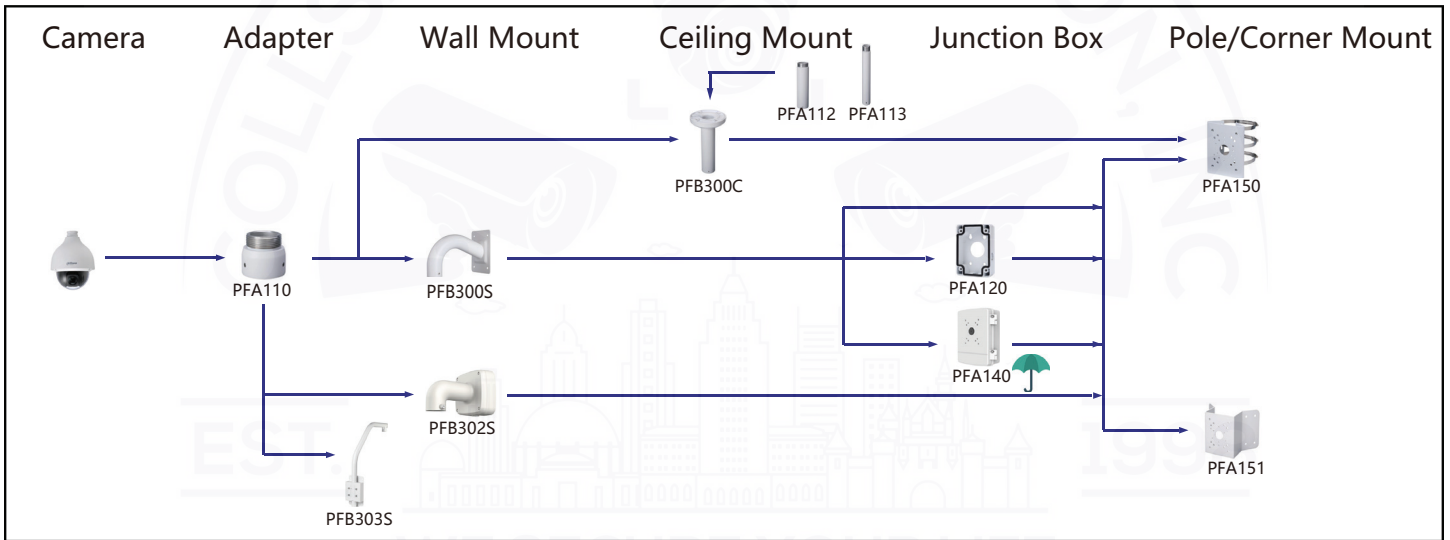 Camera
Adapter
Wall Mount
Ceiling Mount
Junction Box
Pole/Corner Mount
PFA112
PFA113
PFB300C
PFA150
PFA110
PFB300S
PFA120
PFA140
PFB302S
PFA151
PFB303S
EST.